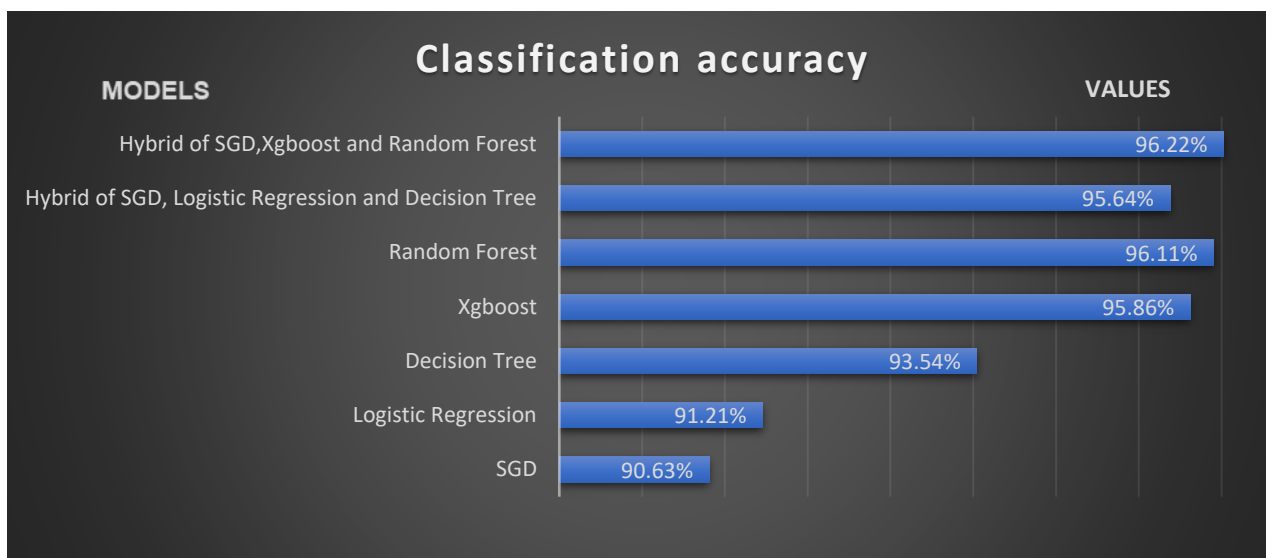 Classification accuracy
MODELS
VALUES
Hybrid of SGD,Xgboost and Random Forest
96.22%
Hybrid of SGD, Logistic Regression and Decision Tree
95.64%
Random Forest
96.11%
Xgboost
95.86%
Decision Tree
93.54%
Logistic Regression
91.21%
SGD
90.63%